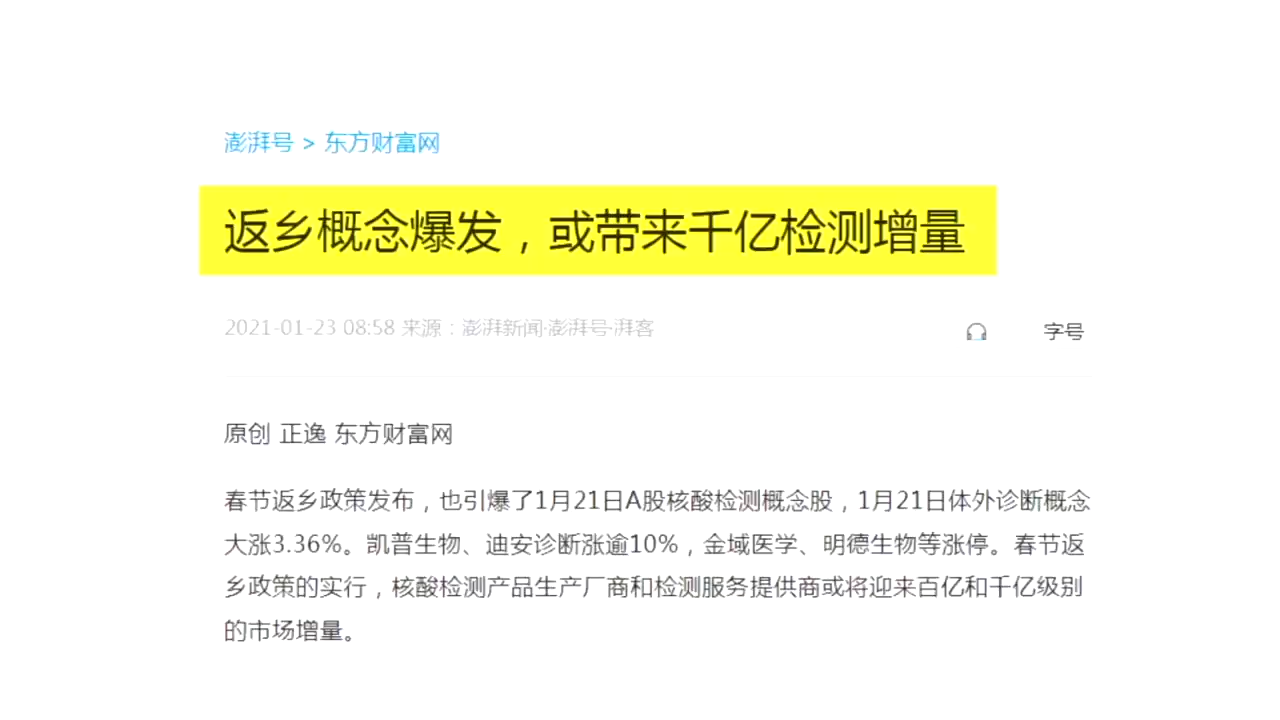 澎湃号 > 东方财富网
返乡概念爆发，或带来千亿检测增量
2021-01-23 08:58 来源：澎湃新闻·澎湃号·湃客
字号
原创 正逸 东方财富网
春节返乡政策发布，也引爆了1月21日A股核酸检测概念股，1月21日体外诊断概念
大涨3.36%。凯普生物、迪安诊断涨逾10%，金域医学、明德生物等涨停。春节返
乡政策的实行，核酸检测产品生产厂商和检测服务提供商或将迎来百亿和千亿级别
的市场增量。